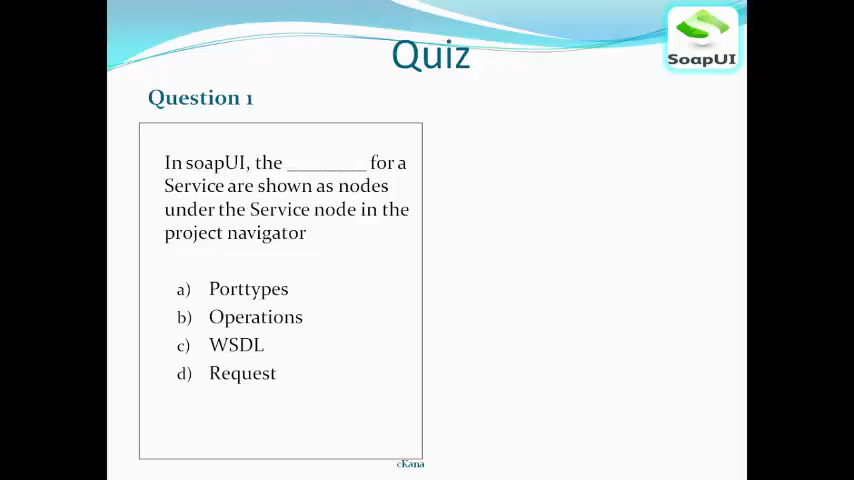 Quiz
SoapUI
Question 1
In soapUI, the ________ for a
Service are shown as nodes
under the Service node in the
project navigator
a) Porttypes
b) Operations
c) WSDL
d) Request
cKana